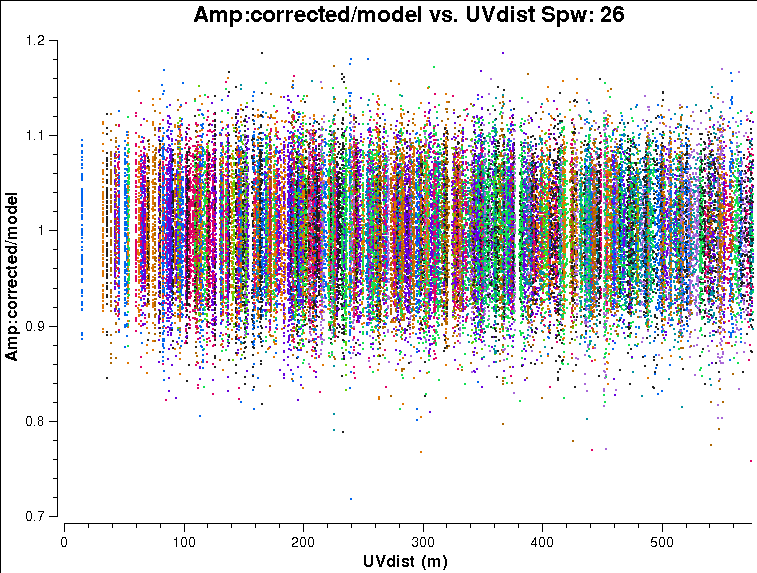 Amp:corrected/model vs. UVdist Spw: 26
1.2
1.1
1
0.9
0.8
0.7
Amp:corrected/model
0 100 200 300 400 500
UVdist (m)